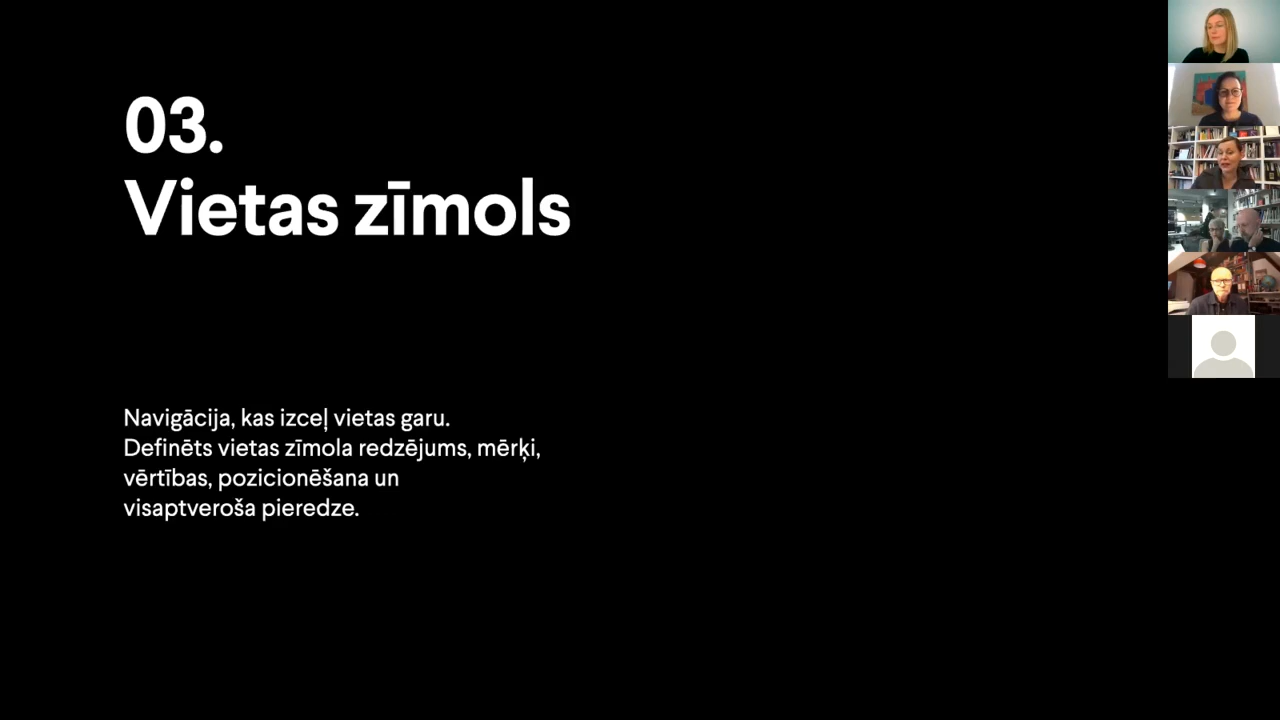 03.
Vietas zīmols
Navigācija, kas izceļ vietas garu.
Definēts vietas zīmola redzējums, mērķi,
vērtības, pozicionēšana un
visaptveroša pieredze.